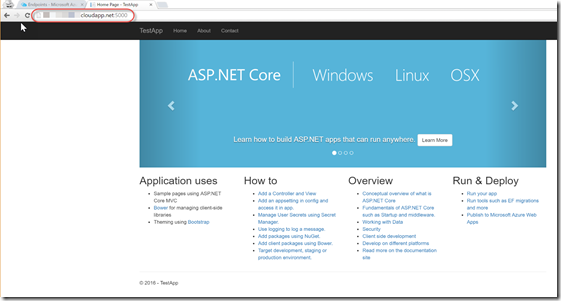 Endpoints - Microsoft Az
Home Page - TestApp
cloudapp.net:5000
TestApp Home About Contact
ASP.NET Core Windows Linux OSX
Learn how to build ASP.NET apps that can run anywhere. Learn More
Application uses
Sample pages using ASP.NET
Core MVC
Bower for managing client-side
libraries
Theming using Bootstrap
How to
Add a Controller and View
Add an appsetting in config and
access it in app.
Manage User Secrets using Secret
Manager.
Use logging to log a message.
Add packages using NuGet.
Add client packages using Bower.
Target development, staging or
production environment.
Overview
Conceptual overview of what is
ASP.NET Core
Fundamentals of ASP.NET Core
such as Startup and middleware.
Working with Data
Security
Client side development
Develop on different platforms
Read more on the documentation
site
Run & Deploy
Run your app
Run tools such as EF migrations
and more
Publish to Microsoft Azure Web
Apps
© 2016 - TestApp